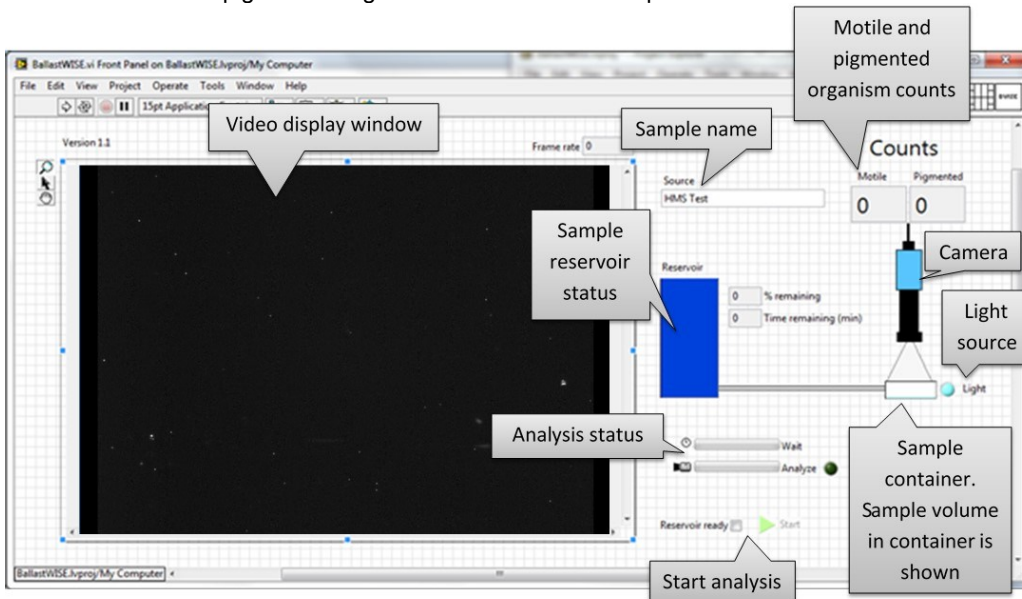 BallastWISE.vi Front Panel on BallastWISE.lvproj/My Computer
File Edit View Project Operate Tools Window Help
15pt Application
Version 1.1
Video display window
Frame rate 0
Sample name
Source
HMS Test
Motile and
pigmented
organism counts
Counts
Motile Pigmented
0 0
Sample
reservoir
status
Reservoir
0 % remaining
0 Time remaining (min)
Camera
Light
source
Light
Analysis status
Wait
Analyze
Sample
container.
Sample volume
in container is
shown
Reservoir ready Start
Start analysis
BallastWISE.lvproj/My Computer